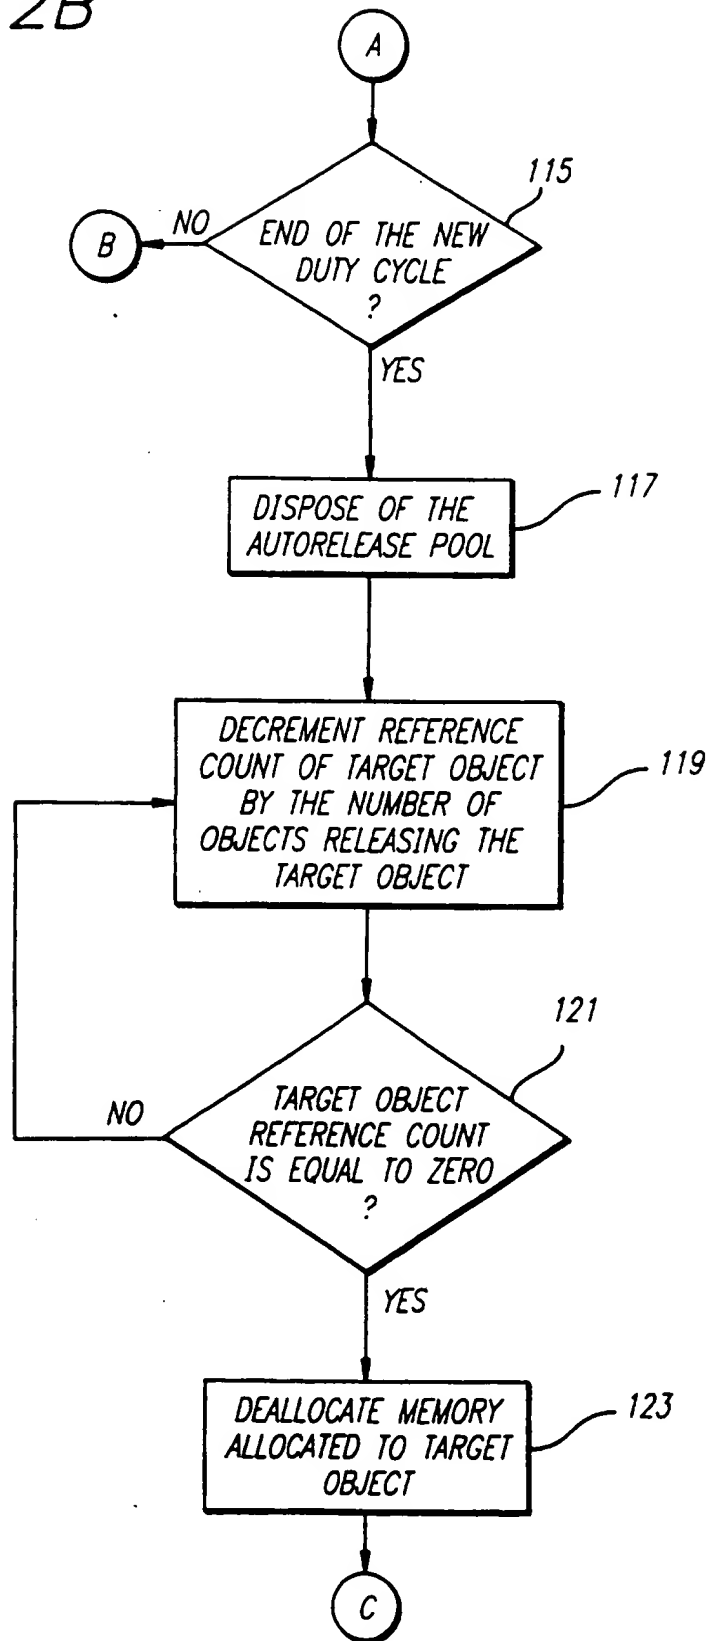 2B
A
115
NO
B
END OF THE NEW
DUTY CYCLE
?
YES
117
DISPOSE OF THE
AUTORELEASE POOL
DECREMENT REFERENCE
COUNT OF TARGET OBJECT
BY THE NUMBER OF
OBJECTS RELEASING THE
TARGET OBJECT
119
121
TARGET OBJECT
REFERENCE COUNT
IS EQUAL TO ZERO
?
NO
YES
DEALLOCATE MEMORY
ALLOCATED TO TARGET
OBJECT
123
C